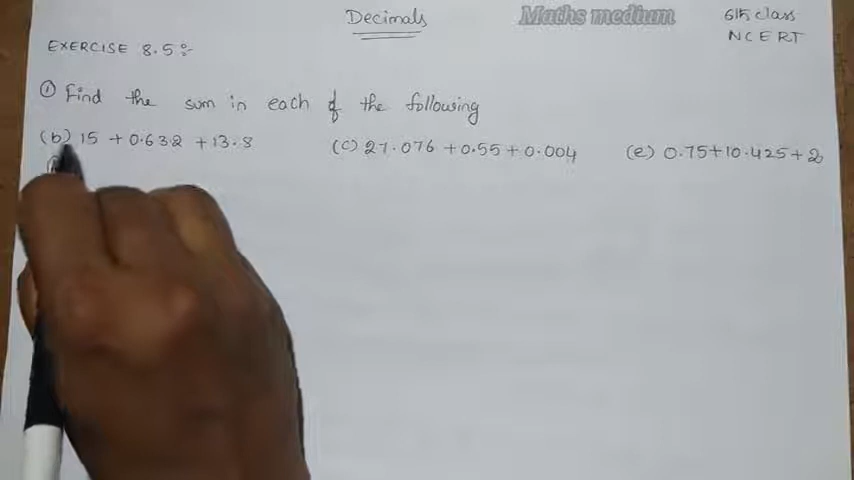 Decimals
Maths medium
6th class
NCERT
EXERCISE 8.5:-
① Find the sum in each of the following
(b) 15 + 0.632 + 13.8
(c) 27.076 + 0.55 + 0.004
(e) 0.75+10.425+2